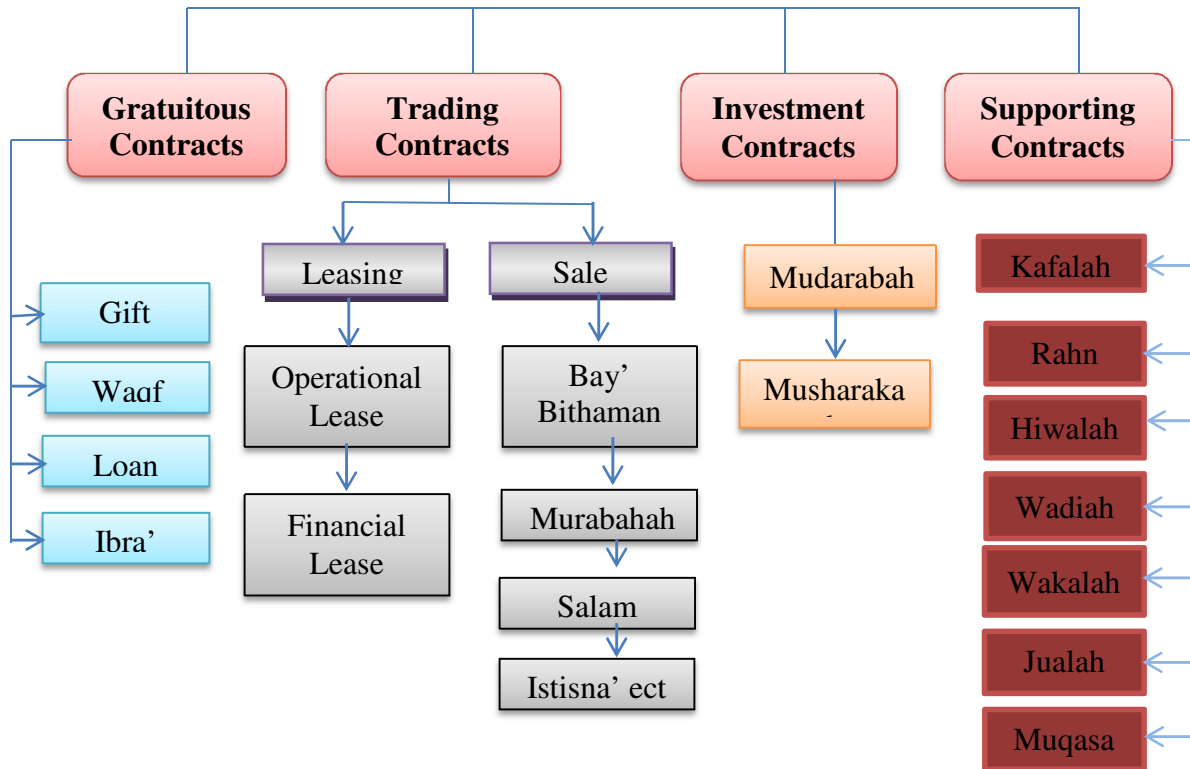 Gratuitous
Contracts
Trading
Contracts
Investment
Contracts
Supporting
Contracts
Gift
Waqf
Loan
Ibra’
Leasing
Operational
Lease
Financial
Lease
Sale
Bay’
Bithaman
Murabahah
Salam
Istisna’ ect
Mudarabah
Musharaka
Kafalah
Rahn
Hiwalah
Wadiah
Wakalah
Jualah
Muqasa